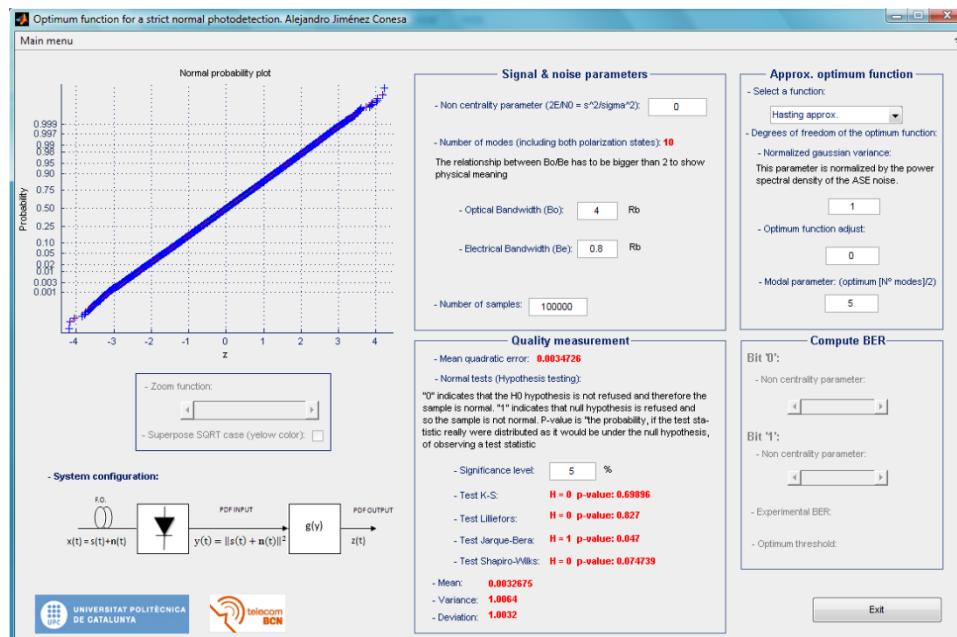 Optimum function for a strict normal photodetection. Alejandro Jiménez Conesa
Main menu
Normal probability plot
Probability
0.999
0.997
0.99
0.98
0.95
0.90
0.75
0.50
0.25
0.10
0.05
0.02
0.01
0.003
0.001
-4 -3 -2 -1 0 1 2 3 4
z
- Zoom function:
- Superpose SQRT case (yelow color):
- System configuration:
F.O.
x(t) = s(t)+n(t)
PDF INPUT
y(t) = ||s(t) + n(t)||²
g(y)
PDF OUTPUT
z(t)
UPC
UNIVERSITAT POLITÈCNICA
DE CATALUNYA
telecom
BCN
Signal & noise parameters
- Non centrality parameter (2E/N0 = s^2/sigma^2): 0
- Number of modes (including both polarization states): 10
The relationship between Bo/Be has to be bigger than 2 to show
physical meaning
- Optical Bandwidth (Bo): 4 Rb
- Electrical Bandwidth (Be): 0.8 Rb
- Number of samples: 100000
Quality measurement
- Mean quadratic error: 0.0034726
- Normal tests (Hypothesis testing):
"0" indicates that the H0 hypothesis is not refused and therefore the
sample is normal. "1" indicates that null hypothesis is refused and
so the sample is not normal. P-value is "the probability, if the test sta-
tistic really were distributed as it would be under the null hypothesis,
of observing a test statistic
- Significance level: 5 %
- Test K-S: H = 0 p-value: 0.69896
- Test Lilliefors: H = 0 p-value: 0.827
- Test Jarque-Bera: H = 1 p-value: 0.047
- Test Shapiro-Wilks: H = 0 p-value: 0.074739
- Mean: 0.0032675
- Variance: 1.0064
- Deviation: 1.0032
Approx. optimum function
- Select a function:
Hasting approx.
- Degrees of freedom of the optimum function:
- Normalized gaussian variance:
This parameter is normalized by the power
spectral density of the ASE noise.
1
- Optimum function adjust:
0
- Modal parameter: (optimum [Nº modes]/2)
5
Compute BER
Bit '0':
- Non centrality parameter:
Bit '1':
- Non centrality parameter:
- Experimental BER:
- Optimum threshold:
Exit